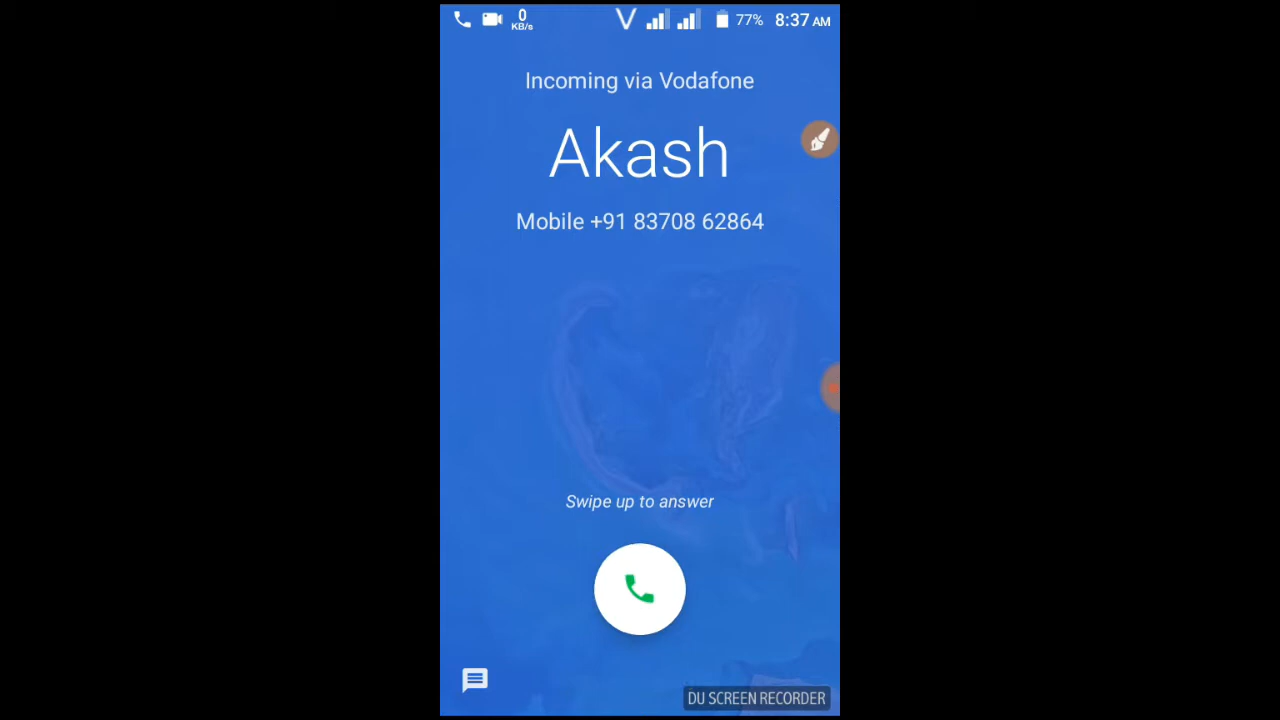 0
KB/s
77% 8:37 AM
Incoming via Vodafone
Akash
Mobile +91 83708 62864
Swipe up to answer
DU SCREEN RECORDER